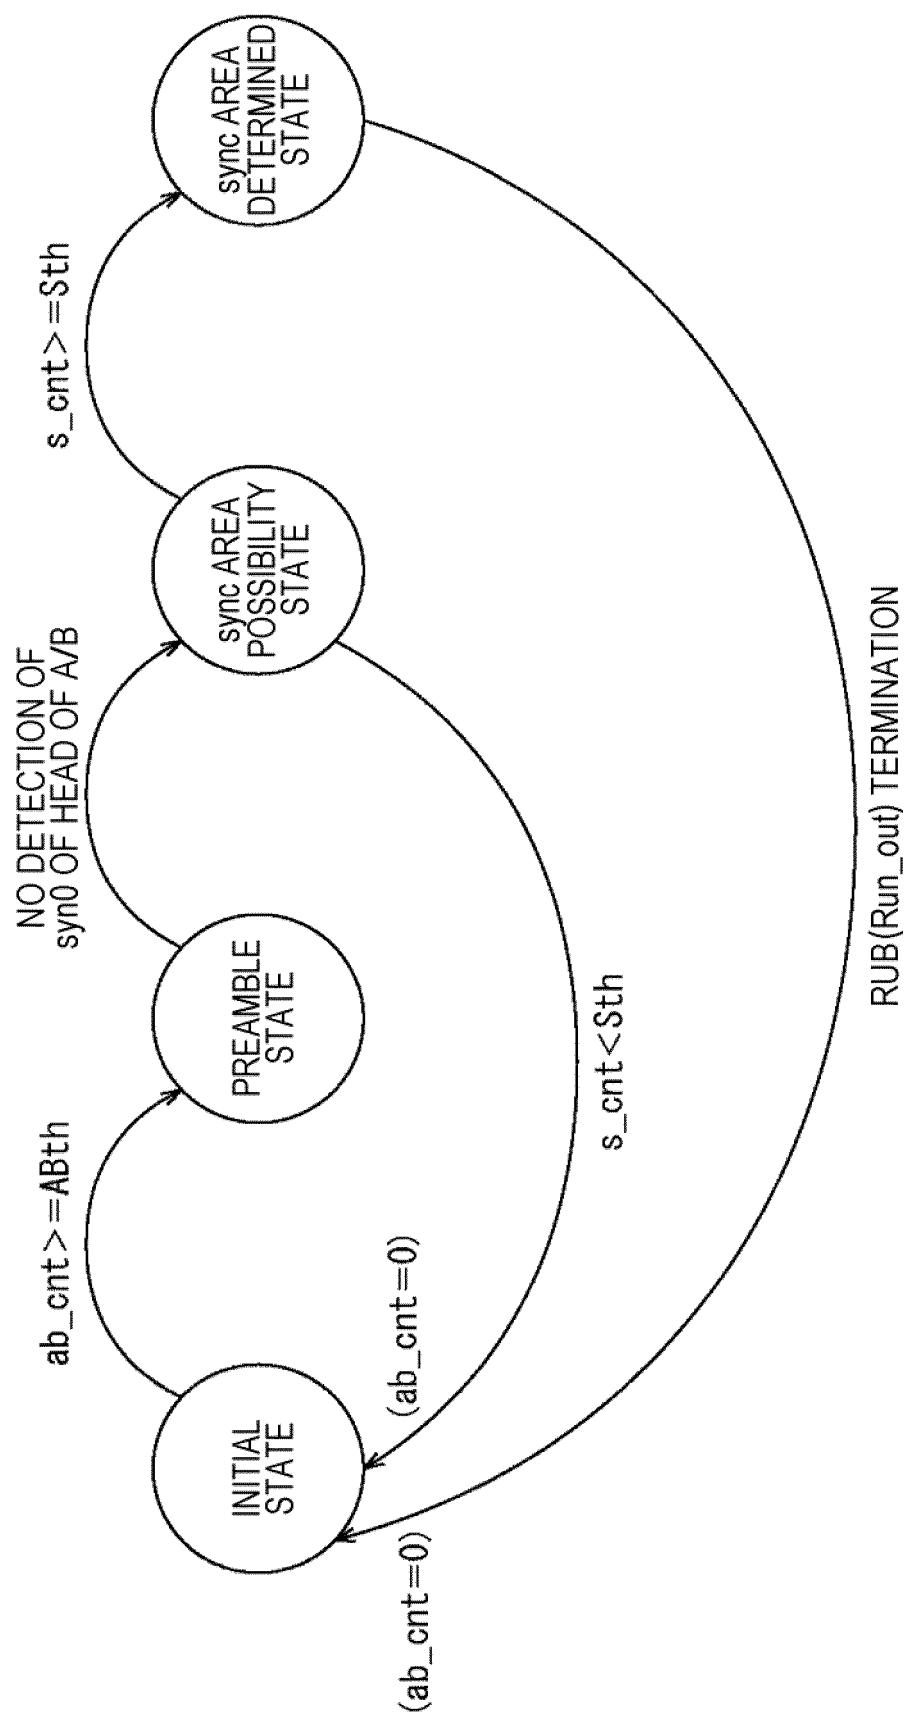 ab_cnt>=ABth
NO DETECTION OF
syn0 OF HEAD OF A/B
s_cnt>=Sth
INITIAL
STATE
PREAMBLE
STATE
sync AREA
POSSIBILITY
STATE
sync AREA
DETERMINED
STATE
(ab_cnt=0)
(ab_cnt=0)
s_cnt<Sth
RUB(Run_out) TERMINATION